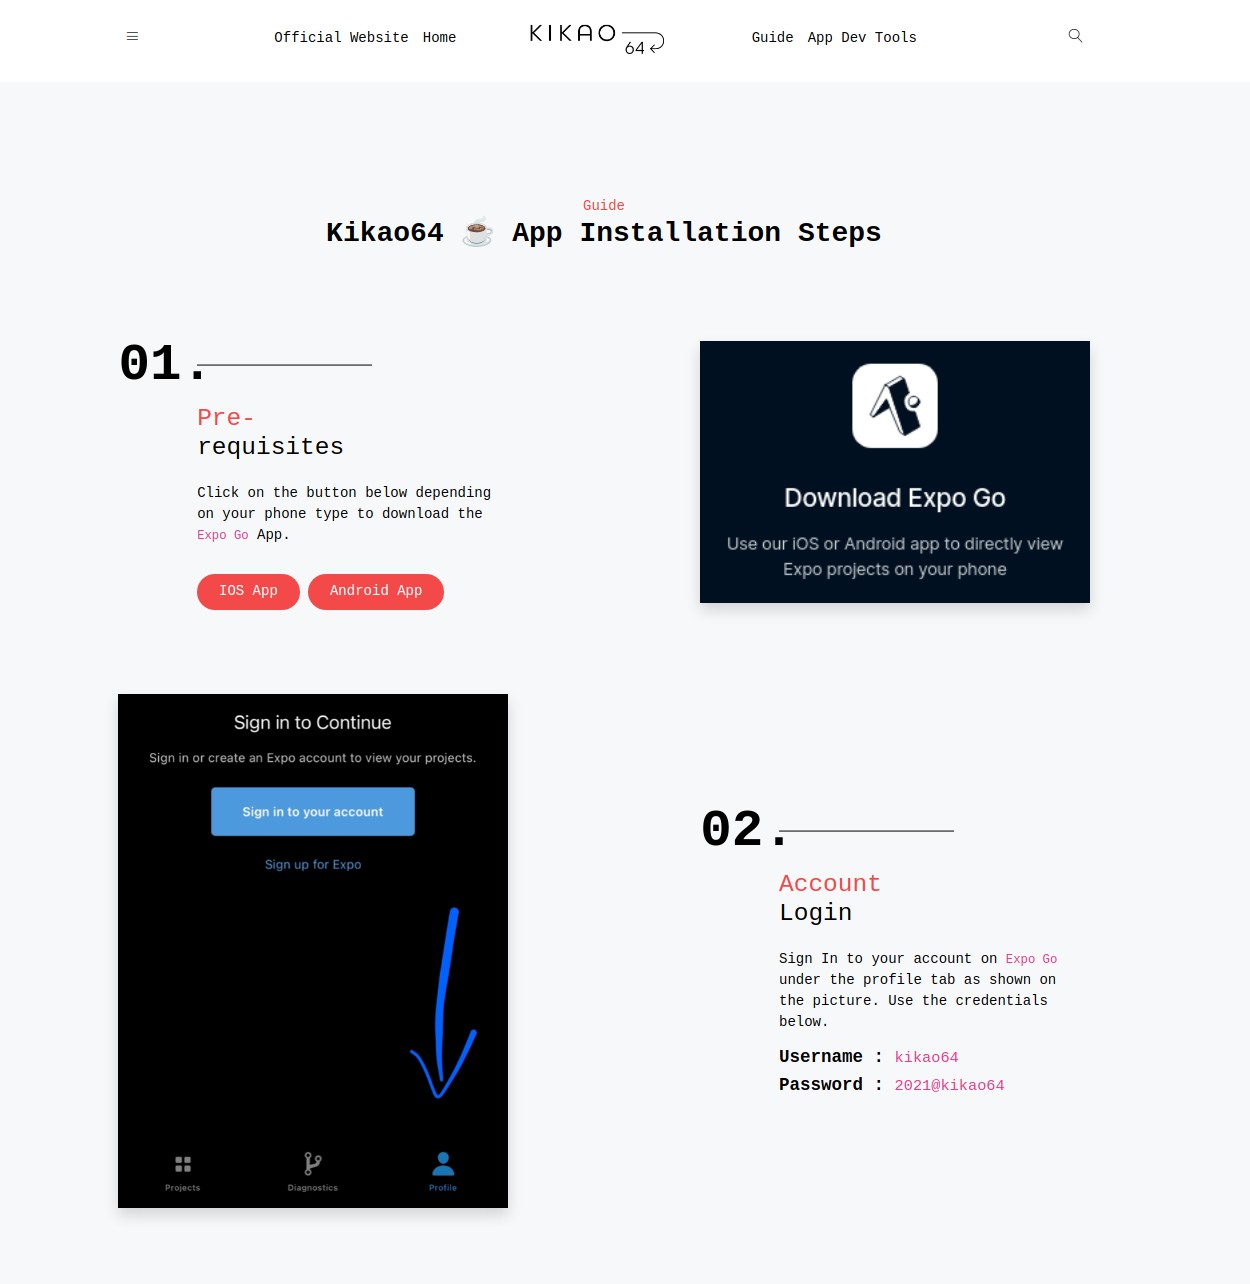 Official Website Home
KIKAO
64
Guide App Dev Tools
Guide
Kikao64 ☕ App Installation Steps
01.
Pre-
requisites
Click on the button below depending
on your phone type to download the
Expo Go App.
IOS App Android App
Download Expo Go
Use our iOS or Android app to directly view
Expo projects on your phone
Sign in to Continue
Sign in or create an Expo account to view your projects.
Sign in to your account
Sign up for Expo
Projects Diagnostics Profile
02.
Account
Login
Sign In to your account on Expo Go
under the profile tab as shown on
the picture. Use the credentials
below.
Username : kikao64
Password : 2021@kikao64